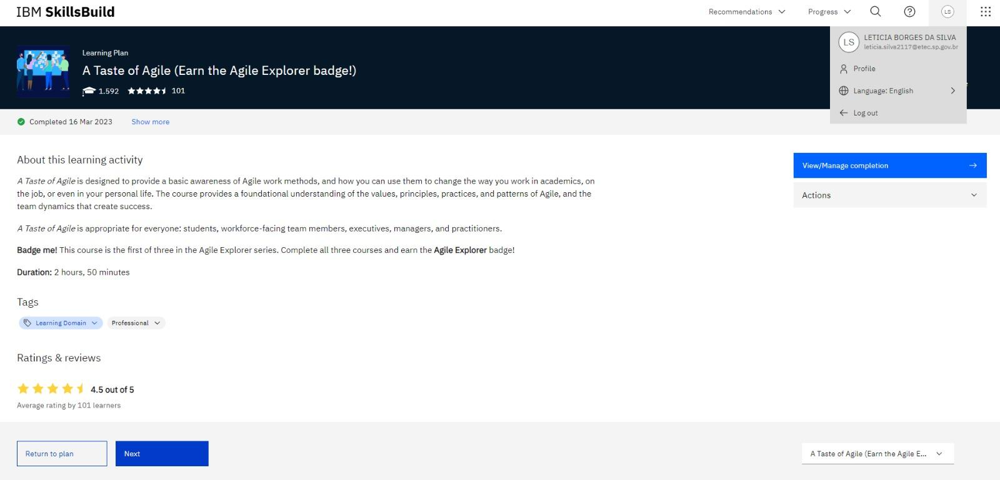 IBM SkillsBuild
Recommendations
Progress
LS
LS
LETICIA BORGES DA SILVA
leticia.silva2117@etec.sp.gov.br
Profile
Language: English
Log out
Learning Plan
A Taste of Agile (Earn the Agile Explorer badge!)
1.592
101
Completed 16 Mar 2023
Show more
About this learning activity
A Taste of Agile is designed to provide a basic awareness of Agile work methods, and how you can use them to change the way you work in academics, on
the job, or even in your personal life. The course provides a foundational understanding of the values, principles, practices, and patterns of Agile, and the
team dynamics that create success.
A Taste of Agile is appropriate for everyone: students, workforce-facing team members, executives, managers, and practitioners.
Badge me! This course is the first of three in the Agile Explorer series. Complete all three courses and earn the Agile Explorer badge!
Duration: 2 hours, 50 minutes
View/Manage completion
Actions
Tags
Learning Domain
Professional
Ratings & reviews
4.5 out of 5
Average rating by 101 learners
Return to plan
Next
A Taste of Agile (Earn the Agile E...